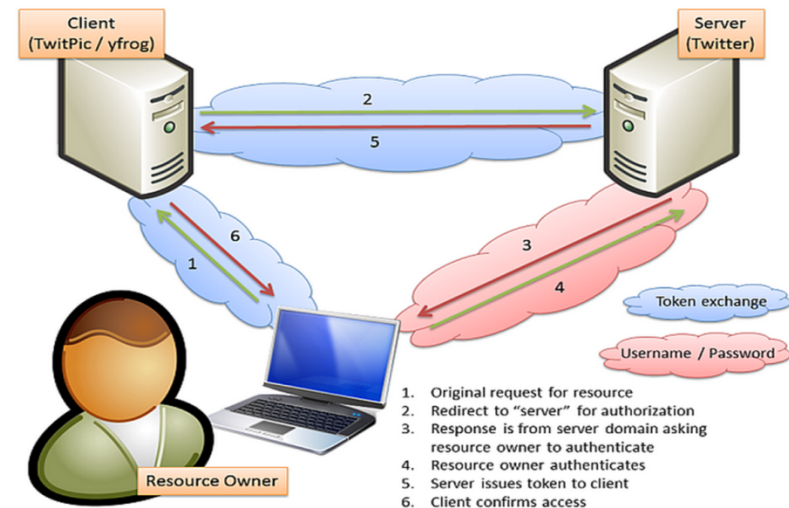 Client
(TwitPic / yfrog)
Server
(Twitter)
2
5
6
1
3
4
Token exchange
Username / Password
Resource Owner
1. Original request for resource
2. Redirect to “server” for authorization
3. Response is from server domain asking
resource owner to authenticate
4. Resource owner authenticates
5. Server issues token to client
6. Client confirms access